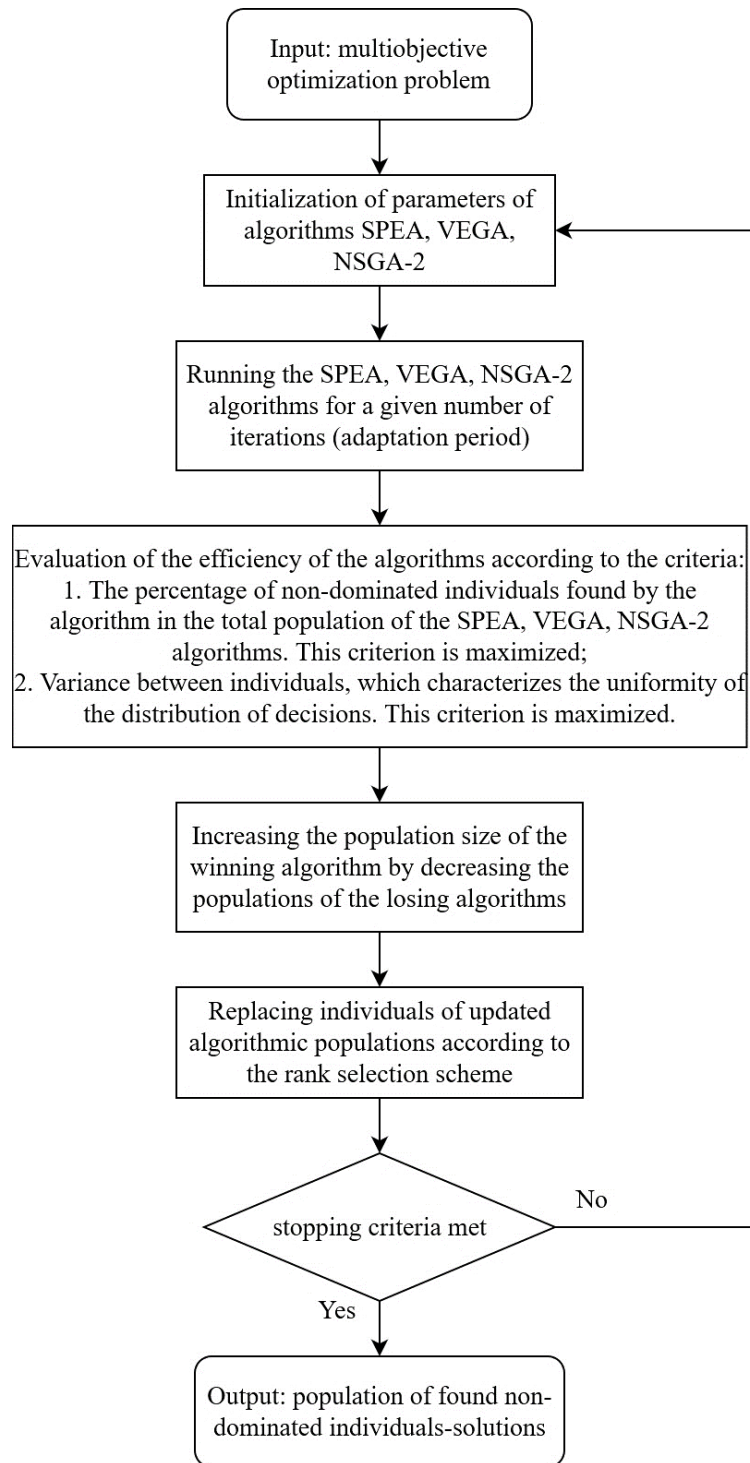 Input: multiobjective
optimization problem
Initialization of parameters of
algorithms SPEA, VEGA,
NSGA-2
Running the SPEA, VEGA, NSGA-2
algorithms for a given number of
iterations (adaptation period)
Evaluation of the efficiency of the algorithms according to the criteria:
1. The percentage of non-dominated individuals found by the
algorithm in the total population of the SPEA, VEGA, NSGA-2
algorithms. This criterion is maximized;
2. Variance between individuals, which characterizes the uniformity of
the distribution of decisions. This criterion is maximized.
Increasing the population size of the
winning algorithm by decreasing the
populations of the losing algorithms
Replacing individuals of updated
algorithmic populations according to
the rank selection scheme
stopping criteria met
No
Yes
Output: population of found non-
dominated individuals-solutions